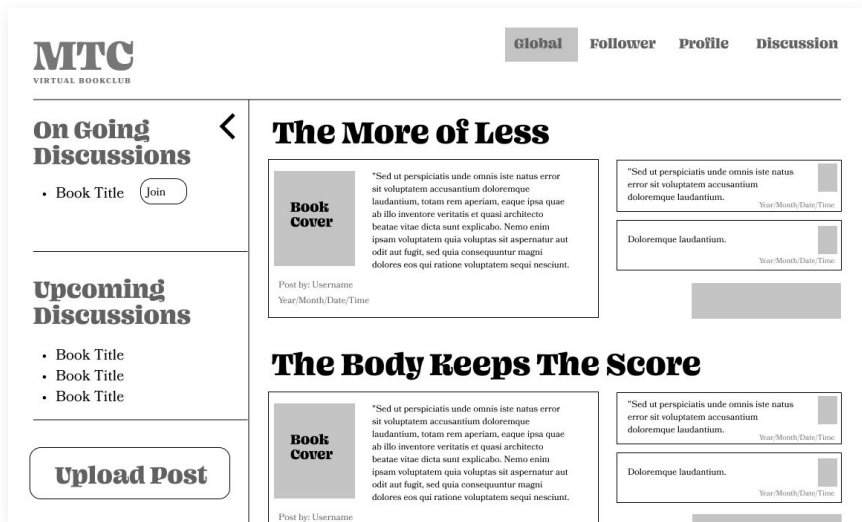 MTC
VIRTUAL BOOKCLUB
Global Follower Profile Discussion
On Going
Discussions
• Book Title Join
Upcoming
Discussions
• Book Title
• Book Title
• Book Title
Upload Post
The More of Less
Book
Cover
"Sed ut perspiciatis unde omnis iste natus error
sit voluptatem accusantium doloremque
laudantium, totam rem aperiam, eaque ipsa quae
ab illo inventore veritatis et quasi architecto
beatae vitae dicta sunt explicabo. Nemo enim
ipsam voluptatem quia voluptas sit aspernatur aut
odit aut fugit, sed quia consequuntur magni
dolores eos qui ratione voluptatem sequi nesciunt.
Post by: Username
Year/Month/Date/Time
"Sed ut perspiciatis unde omnis iste natus
error sit voluptatem accusantium
doloremque laudantium.
Year/Month/Date/Time
Doloremque laudantium.
Year/Month/Date/Time
The Body Keeps The Score
Book
Cover
"Sed ut perspiciatis unde omnis iste natus error
sit voluptatem accusantium doloremque
laudantium, totam rem aperiam, eaque ipsa quae
ab illo inventore veritatis et quasi architecto
beatae vitae dicta sunt explicabo. Nemo enim
ipsam voluptatem quia voluptas sit aspernatur aut
odit aut fugit, sed quia consequuntur magni
dolores eos qui ratione voluptatem sequi nesciunt.
Post by: Username
"Sed ut perspiciatis unde omnis iste natus
error sit voluptatem accusantium
doloremque laudantium.
Year/Month/Date/Time
Doloremque laudantium.
Year/Month/Date/Time